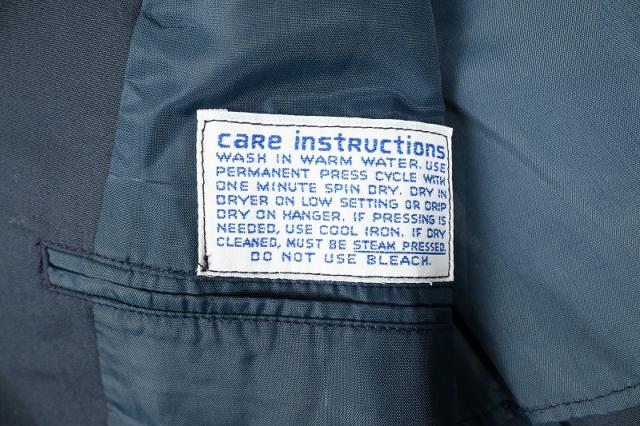 care instructions
WASH IN WARM WATER. USE
PERMANENT PRESS CYCLE WITH
ONE MINUTE SPIN DRY. DRY IN
DRYER ON LOW SETTING OR DRIP
DRY ON HANGER. IF PRESSING IS
NEEDED, USE COOL IRON. IF DRY
CLEANED, MUST BE STEAM PRESSED.
DO NOT USE BLEACH.